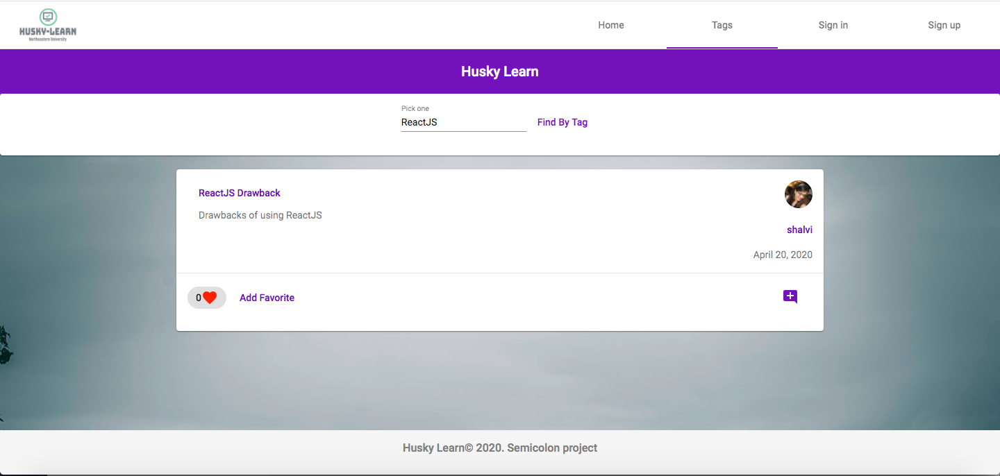 HUSKY-LEARN
Northeastern University
Home
Tags
Sign in
Sign up
Husky Learn
Pick one
ReactJS
Find By Tag
ReactJS Drawback
Drawbacks of using ReactJS
shalvi
April 20, 2020
0
Add Favorite
Husky Learn© 2020. Semicolon project